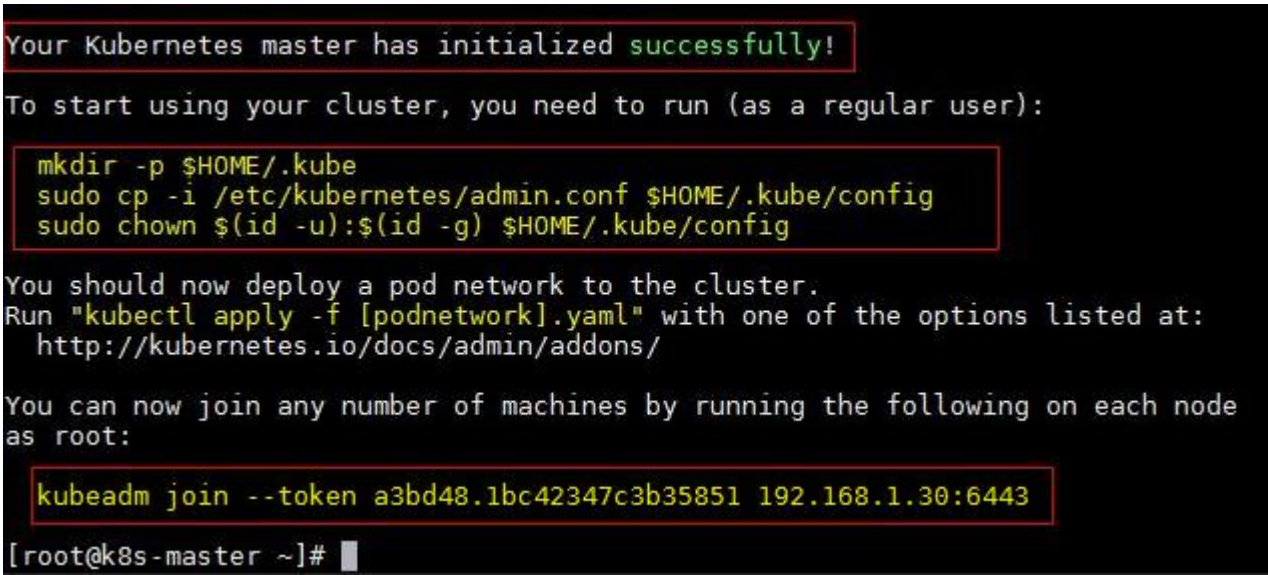 Your Kubernetes master has initialized successfully!
To start using your cluster, you need to run (as a regular user):
mkdir -p $HOME/.kube
sudo cp -i /etc/kubernetes/admin.conf $HOME/.kube/config
sudo chown $(id -u):$(id -g) $HOME/.kube/config
You should now deploy a pod network to the cluster.
Run "kubectl apply -f [podnetwork].yaml" with one of the options listed at:
http://kubernetes.io/docs/admin/addons/
You can now join any number of machines by running the following on each node
as root:
kubeadm join --token a3bd48.1bc42347c3b35851 192.168.1.30:6443
[root@k8s-master ~]#